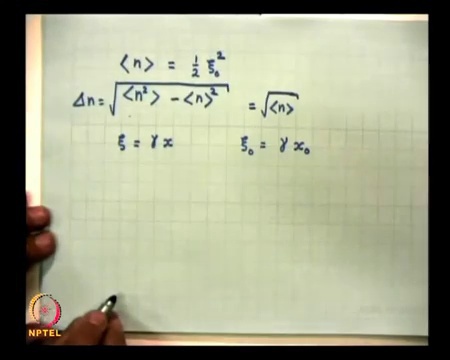 ⟨n⟩ = 1/2 ξ₀²
Δn = √(⟨n²⟩ - ⟨n⟩²) = √⟨n⟩
ξ = γ x ξ₀ = γ x₀
NPTEL